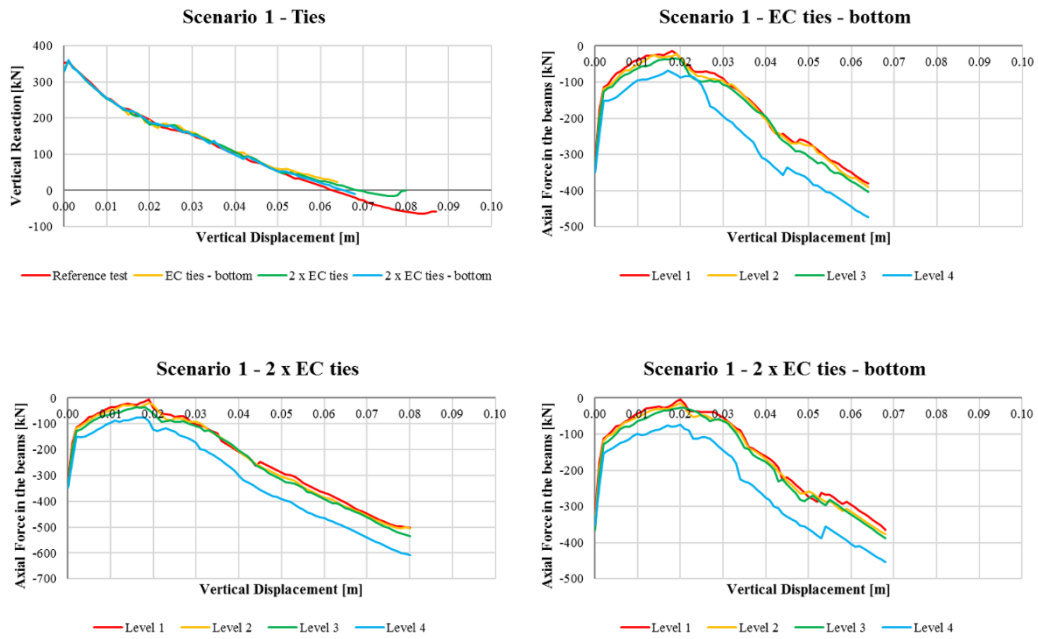 Scenario 1 - Ties
Vertical Reaction [kN]
400
300
200
100
0
-100
0.00 0.01 0.02 0.03 0.04 0.05 0.06 0.07 0.08 0.09 0.10
Vertical Displacement [m]
Reference test EC ties - bottom 2 x EC ties 2 x EC ties - bottom
Scenario 1 - EC ties - bottom
Axial Force in the beams [kN]
0
-100
-200
-300
-400
-500
0.00 0.01 0.02 0.03 0.04 0.05 0.06 0.07 0.08 0.09 0.10
Vertical Displacement [m]
Level 1 Level 2 Level 3 Level 4
Scenario 1 - 2 x EC ties
Axial Force in the beams [kN]
0
-100
-200
-300
-400
-500
-600
-700
0.00 0.01 0.02 0.03 0.04 0.05 0.06 0.07 0.08 0.09 0.10
Vertical Displacement [m]
Level 1 Level 2 Level 3 Level 4
Scenario 1 - 2 x EC ties - bottom
Axial Force in the beams [kN]
0
-100
-200
-300
-400
-500
0.00 0.01 0.02 0.03 0.04 0.05 0.06 0.07 0.08 0.09 0.10
Vertical Displacement [m]
Level 1 Level 2 Level 3 Level 4